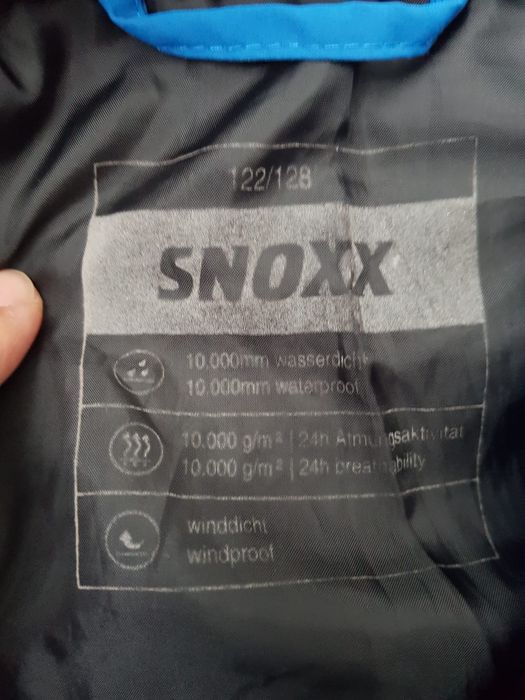 122/128
SNOXX
10.000mm wasserdicht
10.000mm waterproof
10.000 g/m² | 24h Atmungsaktivität
10.000 g/m² | 24h breathability
winddicht
windproof